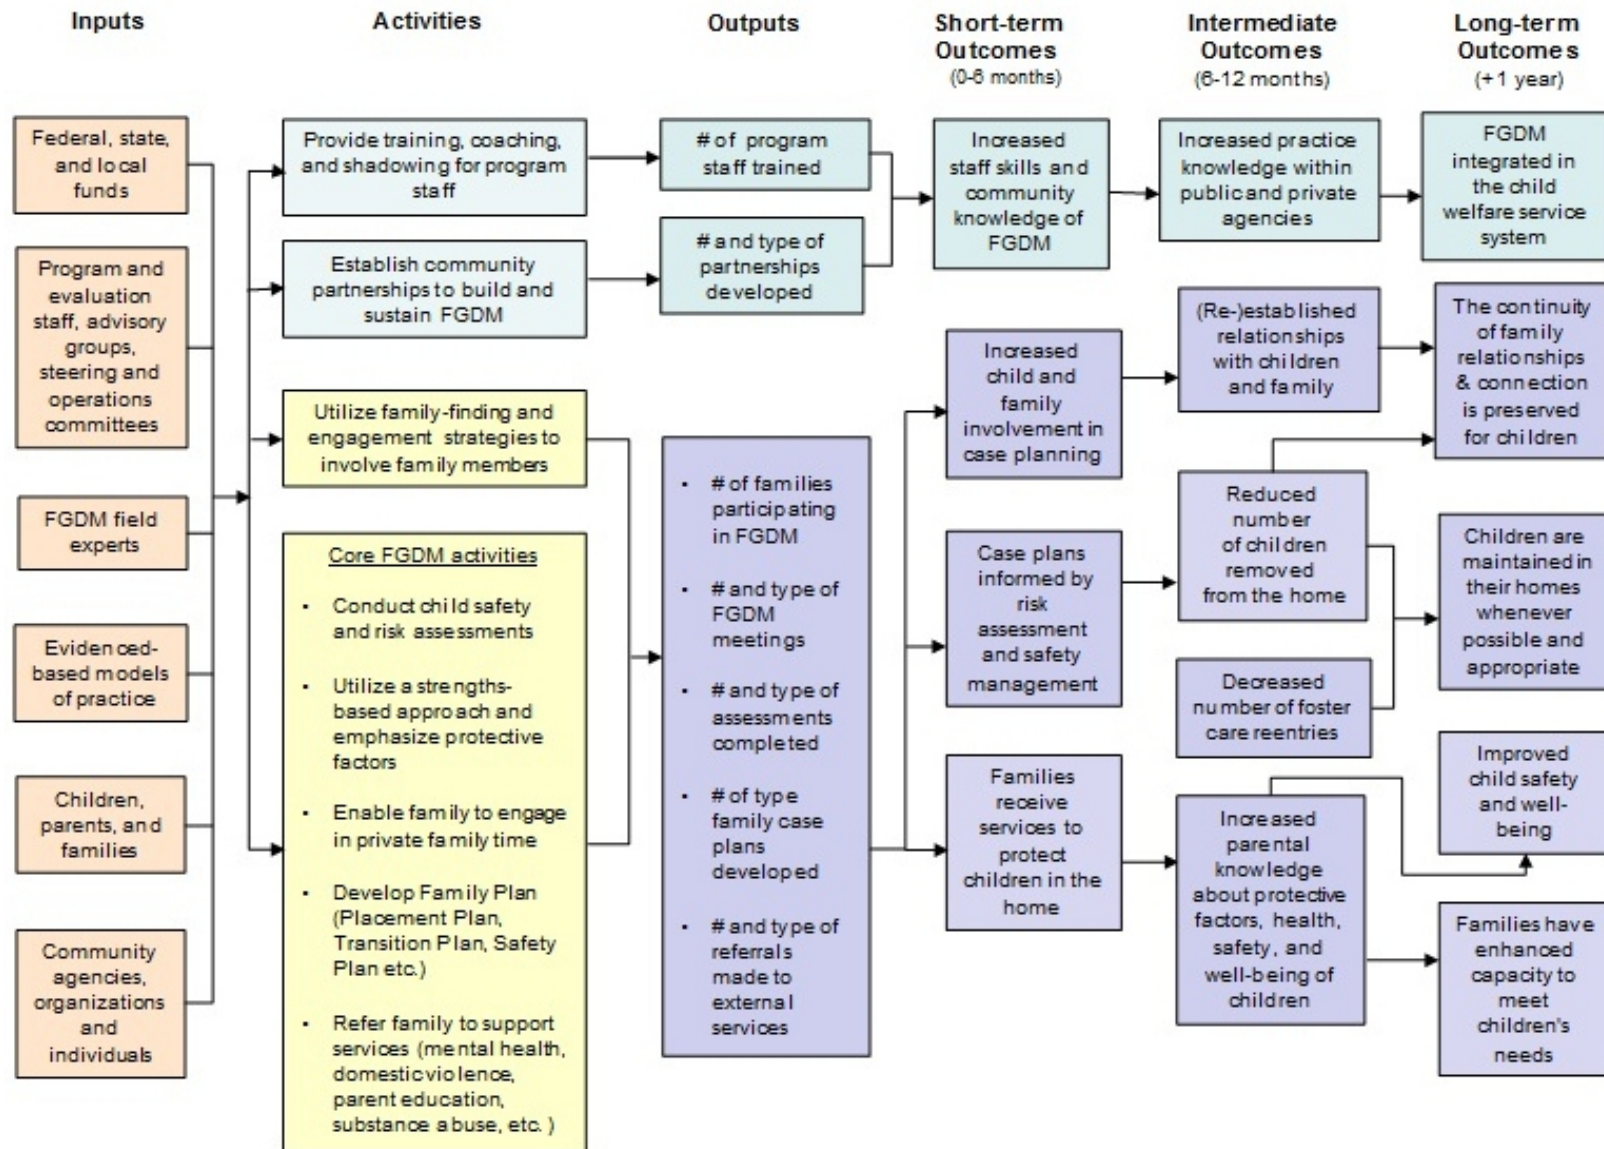 Inputs
Activities
Outputs
Short-term
Outcomes
(0-6 months)
Intermediate
Outcomes
(6-12 months)
Long-term
Outcomes
(+1 year)
Federal, state,
and local
funds
Program and
evaluation
staff, advisory
groups,
steering and
operations
committees
FGDM field
experts
Evidenced-
based models
of practice
Children,
parents, and
families
Community
agencies,
organizations
and
individuals
Provide training, coaching,
and shadowing for program
staff
Establish community
partnerships to build and
sustain FGDM
Utilize family-finding and
engagement strategies to
involve family members
Core FGDM activities
• Conduct child safety
and risk assessments
• Utilize a strengths-
based approach and
emphasize protective
factors
• Enable family to engage
in private family time
• Develop Family Plan
(Placement Plan,
Transition Plan, Safety
Plan etc.)
• Refer family to support
services (mental health,
domestic violence,
parent education,
substance abuse, etc. )
# of program
staff trained
# and type of
partnerships
developed
• # of families
participating
in FGDM
• # and type of
FGDM
meetings
• # and type of
assessments
completed
• # of type
family case
plans
developed
• # and type of
referrals
made to
external
services
Increased
staff skills and
community
knowledge of
FGDM
Increased
child and
family
involvement in
case planning
Case plans
informed by
risk
assessment
and safety
management
Families
receive
services to
protect
children in the
home
Increased practice
knowledge within
public and private
agencies
(Re-)established
relationships
with children
and family
Reduced
number
of children
removed
from the home
Decreased
number of foster
care reentries
Increased
parental
knowledge
about protective
factors, health,
safety, and
well-being of
children
FGDM
integrated in
the child
welfare service
system
The continuity
of family
relationships
& connection
is preserved
for children
Children are
maintained in
their homes
whenever
possible and
appropriate
Improved
child safety
and well-
being
Families have
enhanced
capacity to
meet
children's
needs